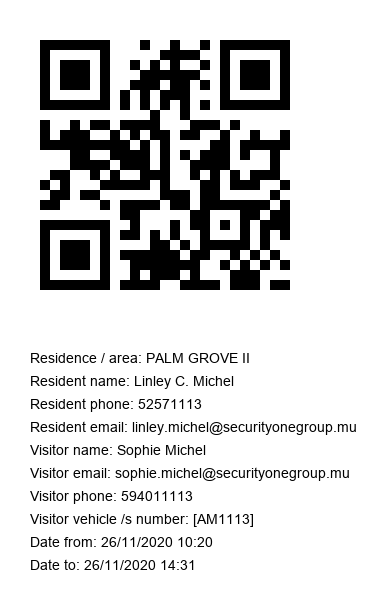 Residence / area: PALM GROVE II
Resident name: Linley C. Michel
Resident phone: 52571113
Resident email: linley.michel@securityonegroup.mu
Visitor name: Sophie Michel
Visitor email: sophie.michel@securityonegroup.mu
Visitor phone: 594011113
Visitor vehicle /s number: [AM1113]
Date from: 26/11/2020 10:20
Date to: 26/11/2020 14:31